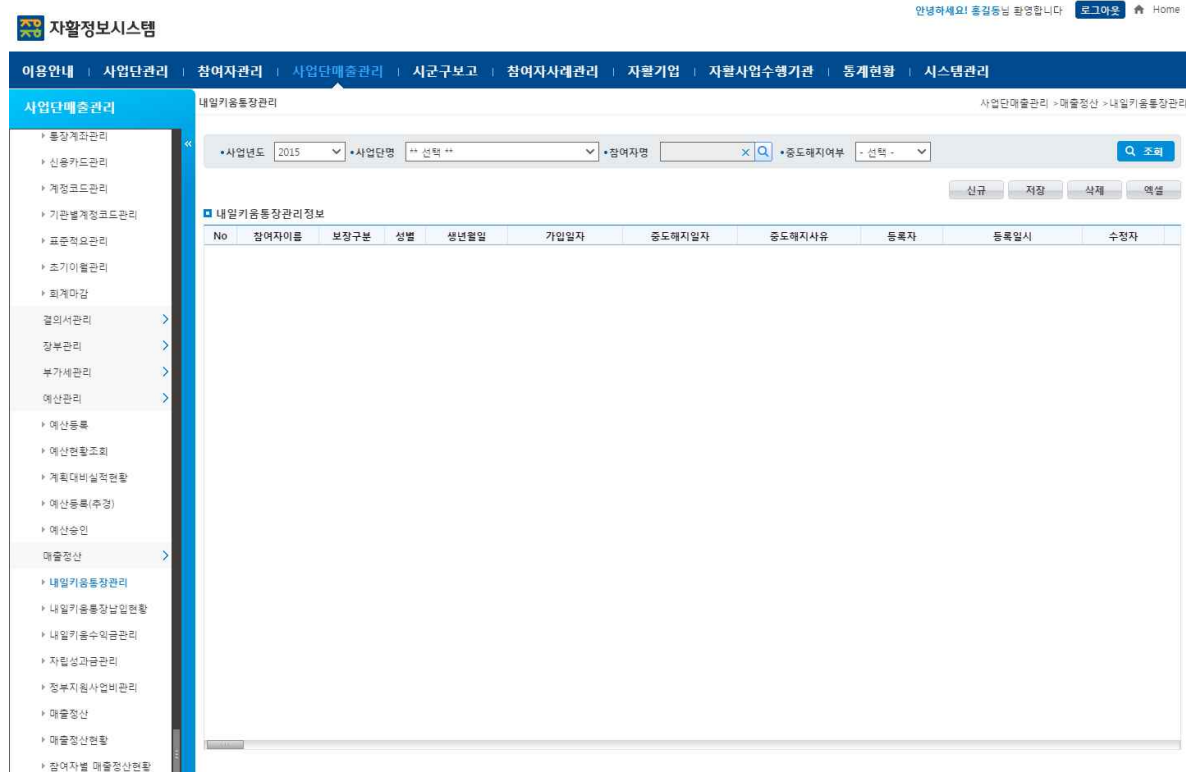 안녕하세요! 홍길동님 환영합니다 로그아웃 Home
자활정보시스템
이용안내 사업단관리 참여자관리 사업단매출관리 시군구보고 참여자사례관리 자활기업 자활사업수행기관 통계현황 시스템관리
사업단매출관리
내일키움통장관리
사업단매출관리 >매출정산 >내일키움통장관리
•사업년도 2015 •사업단명 ** 선택 ** •참여자명 •중도해지여부 - 선택 - 조회
신규 저장 삭제 엑셀
내일키움통장관리정보
No 참여자이름 보장구분 성별 생년월일 가입일자 중도해지일자 중도해지사유 등록자 등록일시 수정자
통장계좌관리
신용카드관리
계정코드관리
기관별계정코드관리
표준적요관리
초기이월관리
회계마감
결의서관리
장부관리
부가세관리
예산관리
예산등록
예산현황조회
계획대비실적현황
예산등록(추경)
예산승인
매출정산
내일키움통장관리
내일키움통장납입현황
내일키움수익금관리
자립성과금관리
정부지원사업비관리
매출정산
매출정산현황
참여자별 매출정산현황